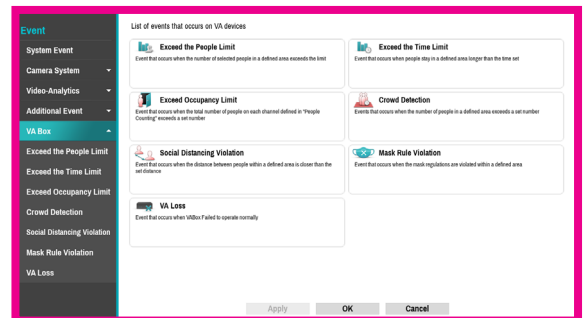 Event
System Event
Camera System
Video-Analytics
Additional Event
VA Box
Exceed the People Limit
Exceed the Time Limit
Exceed Occupancy Limit
Crowd Detection
Social Distancing Violation
Mask Rule Violation
VA Loss
List of events that occurs on VA devices
Exceed the People Limit
Event that occurs when the number of selected people in a defined area exceeds the limit
Exceed the Time Limit
Event that occurs when people stay in a defined area longer than the time set
Exceed Occupancy Limit
Event that occurs when the total number of people on each channel defined in "People
Counting" exceeds a set number
Crowd Detection
Events that occurs when the number of people in a defined area exceeds a set number
Social Distancing Violation
Event that occurs when the distance between people within a defined area is closer than the
set distance
Mask Rule Violation
Event that occurs when the mask regulations are violated within a defined area
VA Loss
Event that occurs when VABox Failed to operate normally
Apply
OK
Cancel